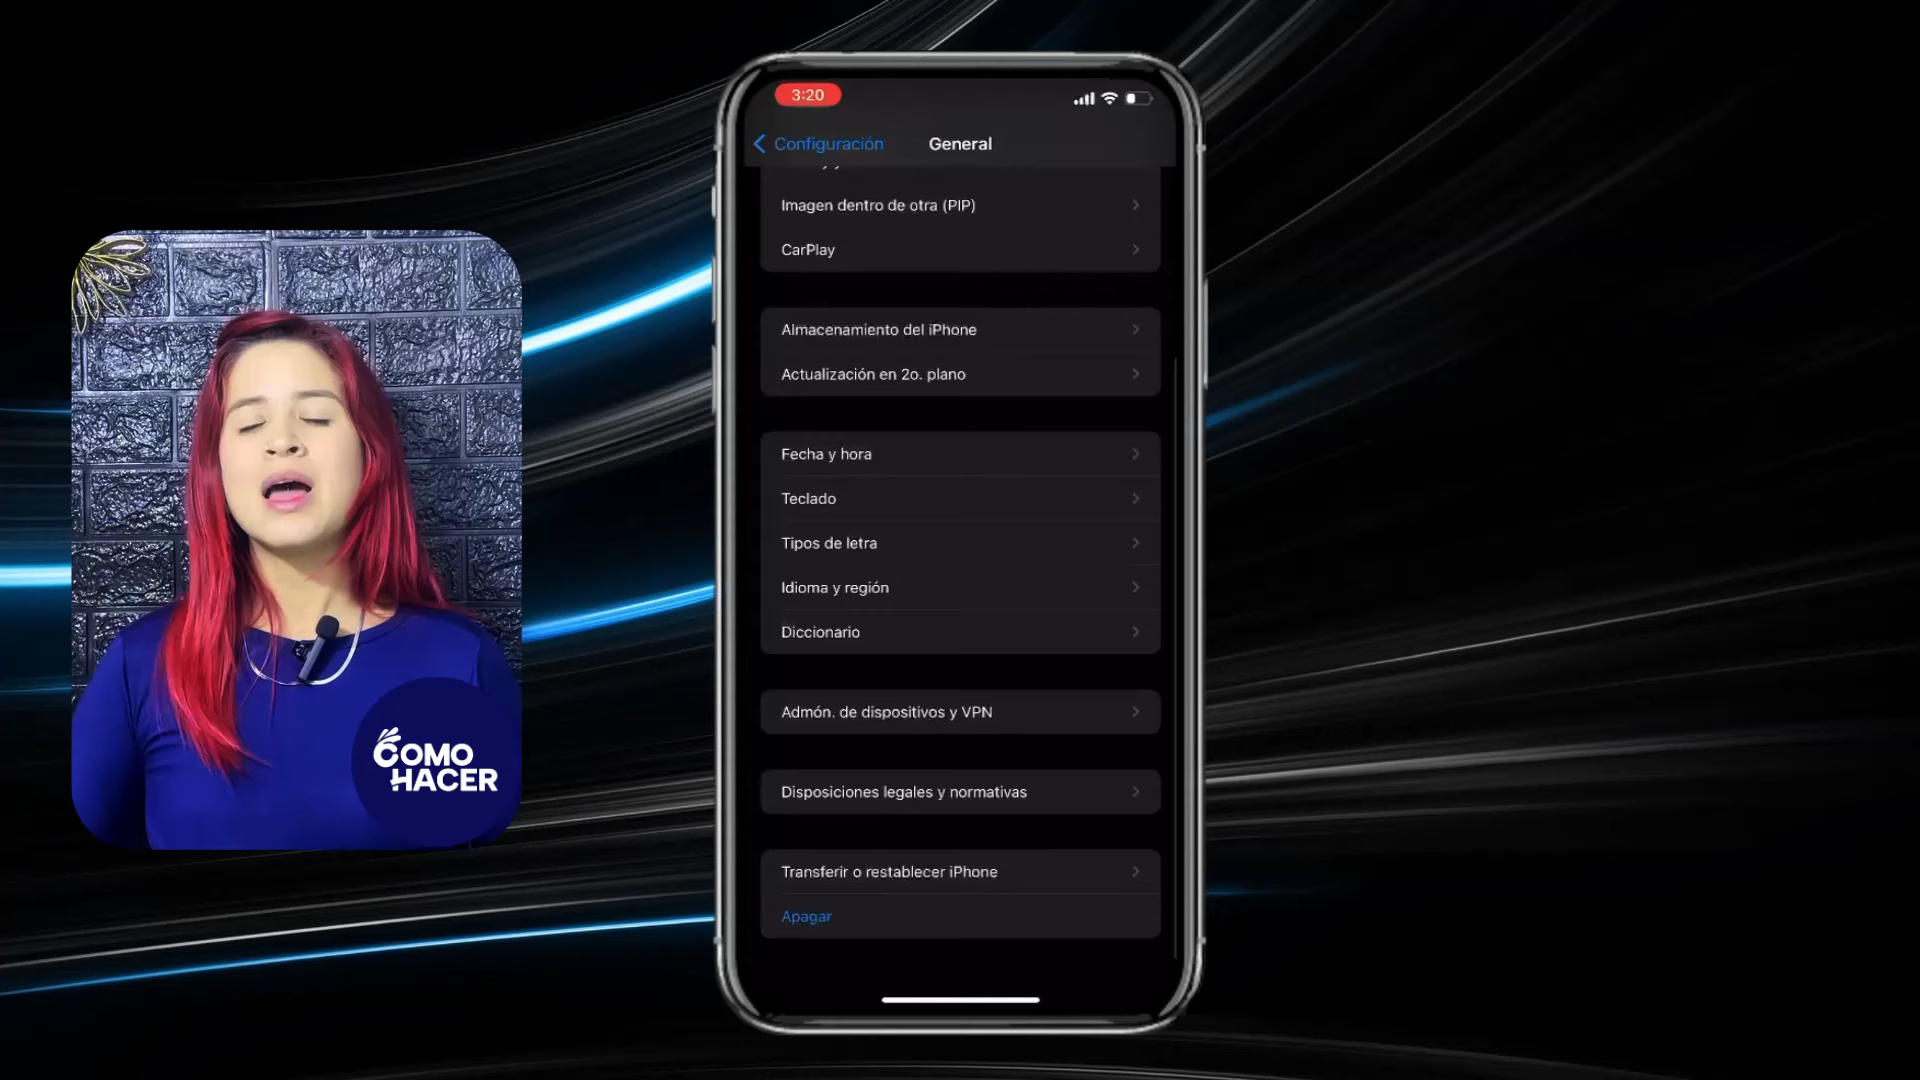 3:20
Configuración
General
Imagen dentro de otra (PIP)
CarPlay
Almacenamiento del iPhone
Actualización en 2o. plano
Fecha y hora
Teclado
Tipos de letra
Idioma y región
Diccionario
Admón. de dispositivos y VPN
Disposiciones legales y normativas
Transferir o restablecer iPhone
Apagar
COMO
HACER